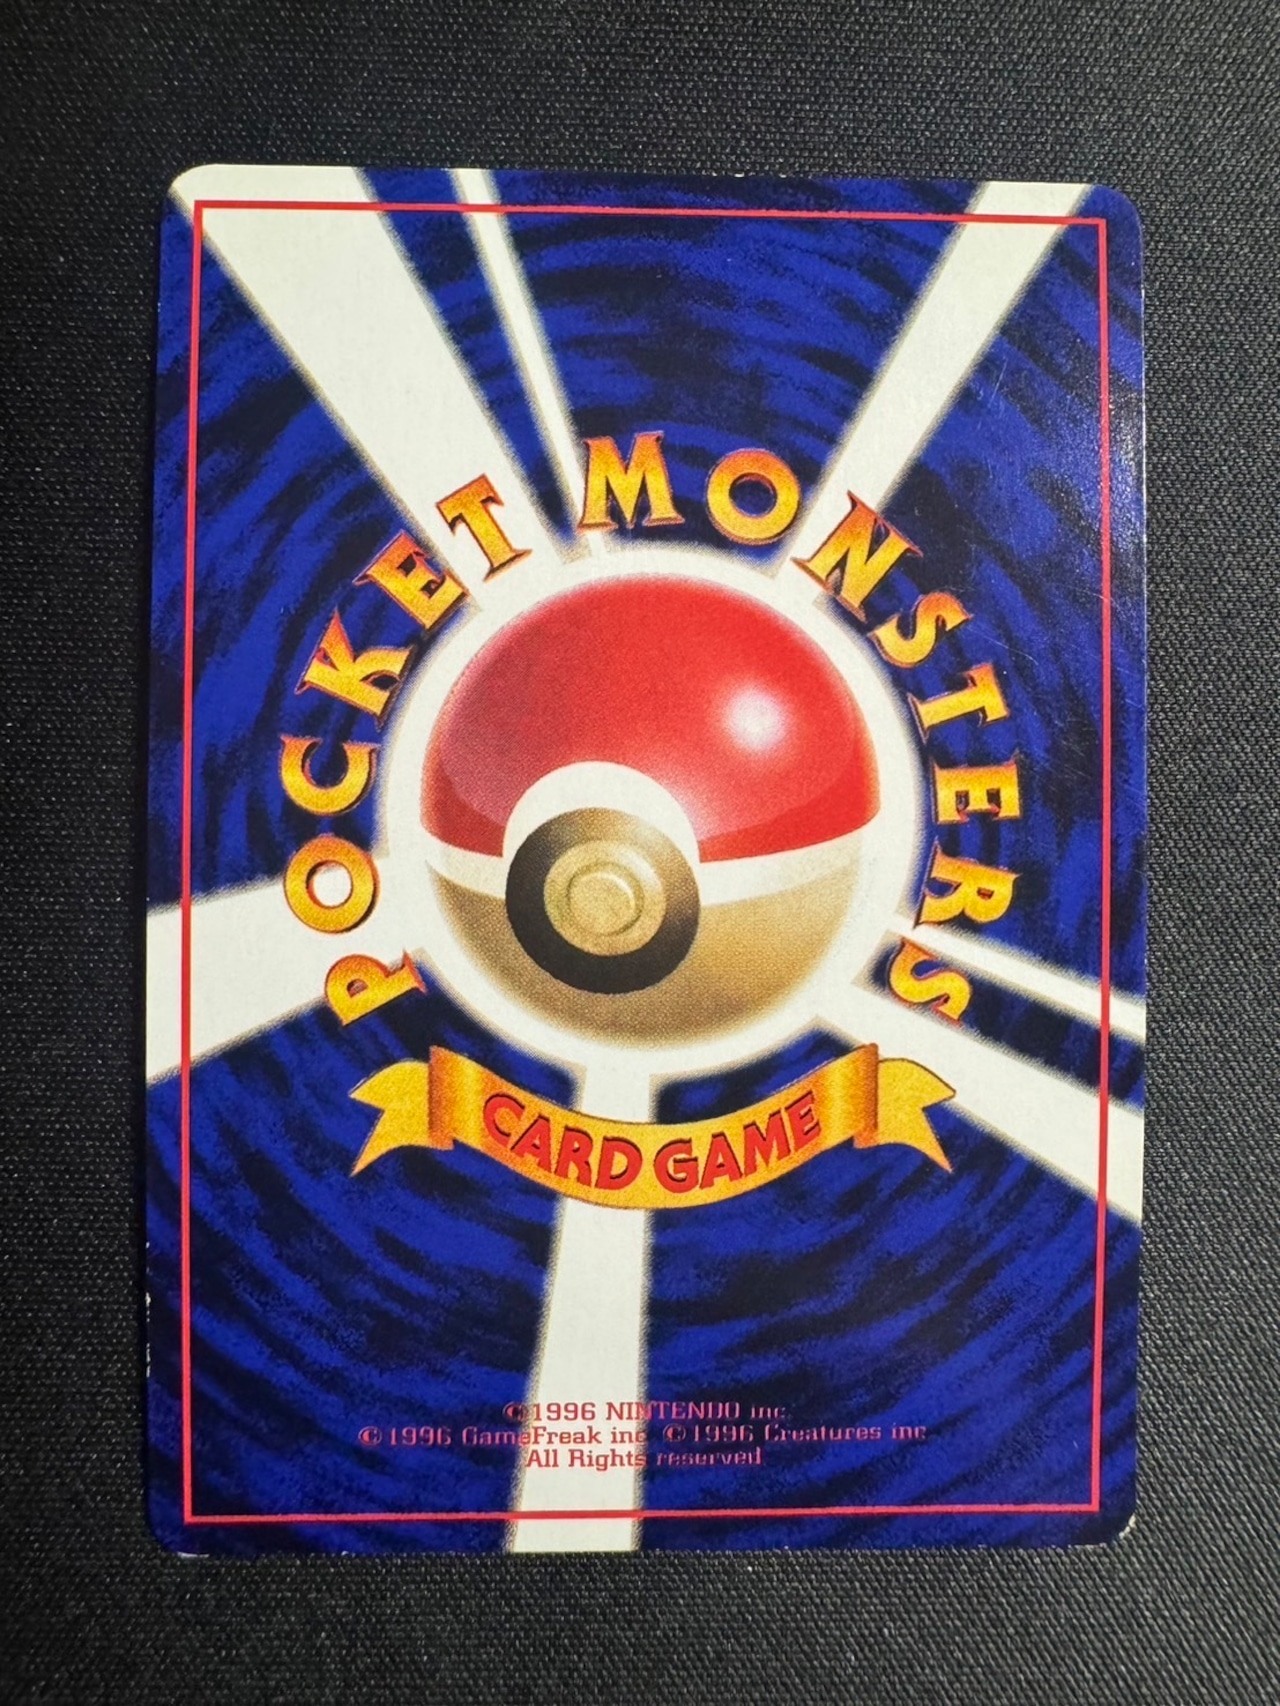 POCKET MONSTERS
CARD GAME
©1996 NINTENDO inc.
©1996 GameFreak inc. ©1996 Creatures inc.
All Rights reserved